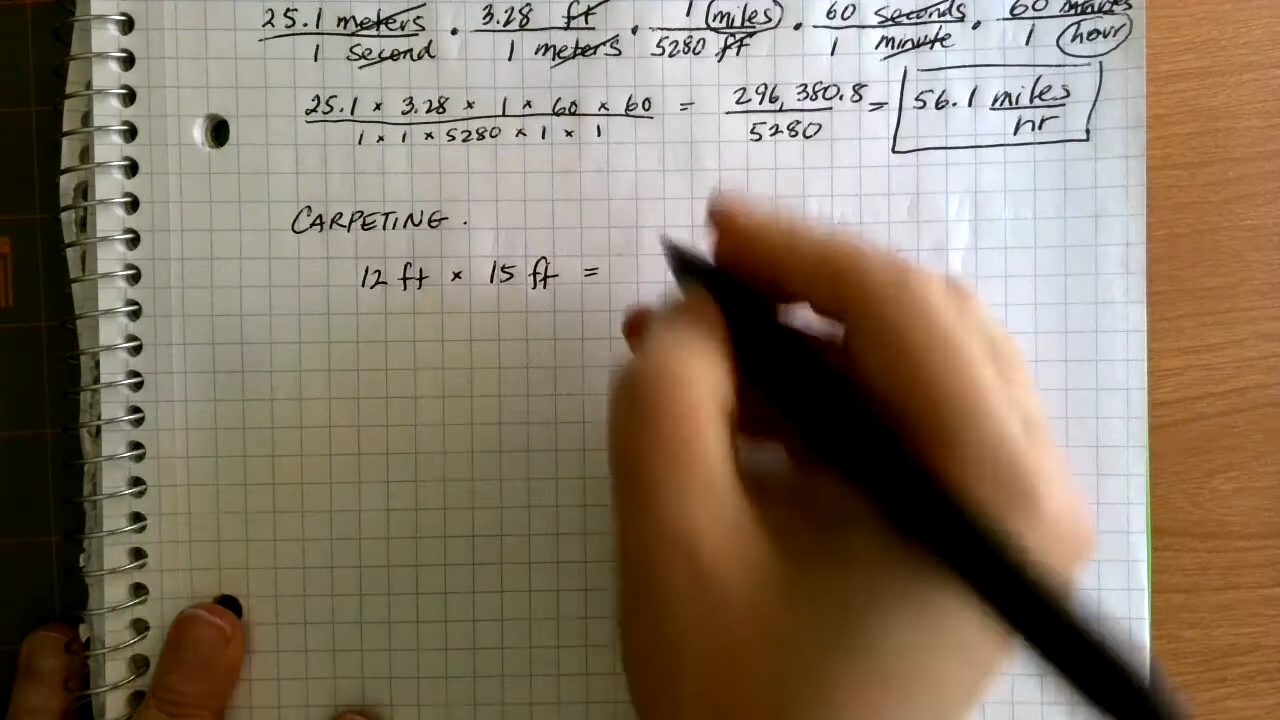 25.1 meters / 1 second · 3.28 ft / 1 meters · 1 miles / 5280 ft · 60 seconds / 1 minute · 60 / 1 hour
25.1 × 3.28 × 1 × 60 × 60 / 1 × 1 × 5280 × 1 × 1 = 296,380.8 / 5280 = 56.1 miles / hr
CARPETING.
12 ft × 15 ft =